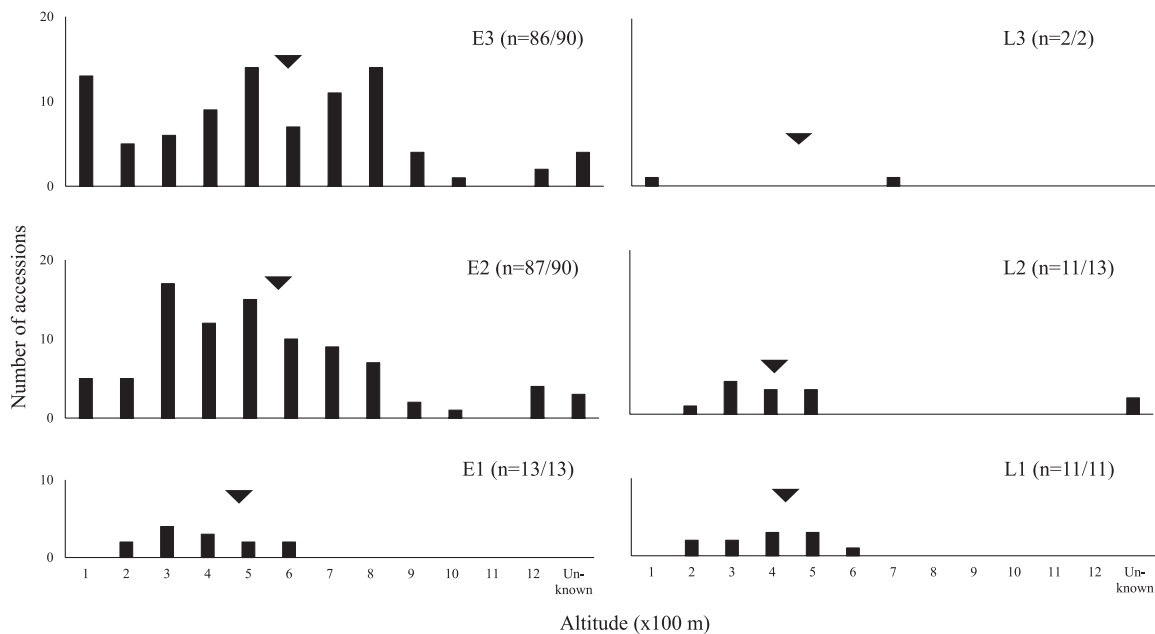 20
10
0
E3 (n=86/90)
L3 (n=2/2)
Number of accessions
20
10
0
E2 (n=87/90)
L2 (n=11/13)
10
0
E1 (n=13/13)
L1 (n=11/11)
1 2 3 4 5 6 7 8 9 10 11 12 Un-
known
1 2 3 4 5 6 7 8 9 10 11 12 Un-
known
Altitude (x100 m)